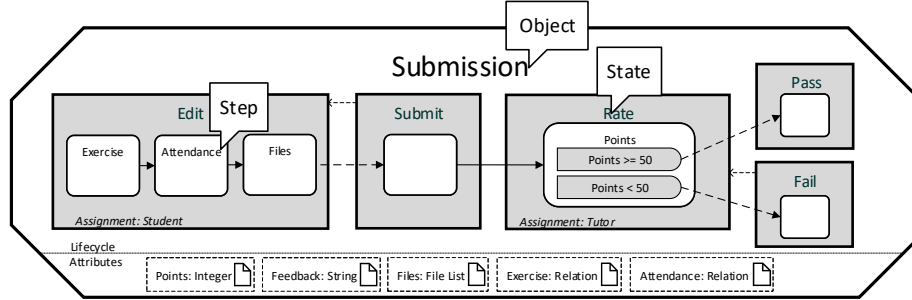 Object
Submission
State
Pass
Step
Edit
Submit
Rate
Exercise
Attendance
Files
Points
Points >= 50
Points < 50
Fail
Assignment: Student
Assignment: Tutor
Lifecycle
Attributes
Points: Integer
Feedback: String
Files: File List
Exercise: Relation
Attendance: Relation